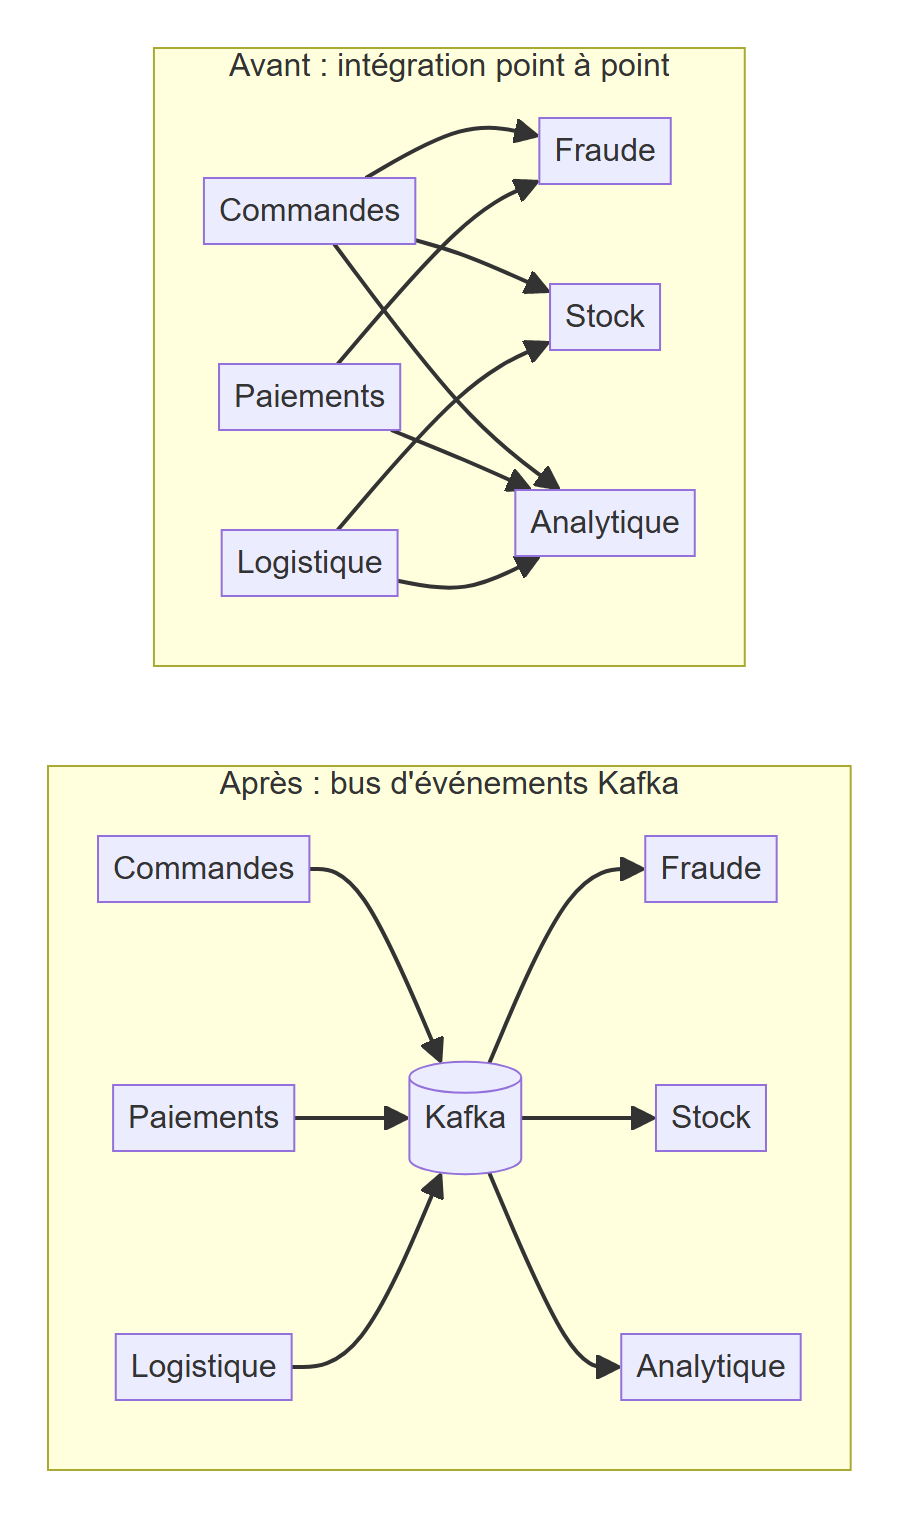 Avant : intégration point à point
Fraude
Commandes
Stock
Paiements
Analytique
Logistique
Après : bus d'événements Kafka
Commandes
Fraude
Paiements
Kafka
Stock
Logistique
Analytique